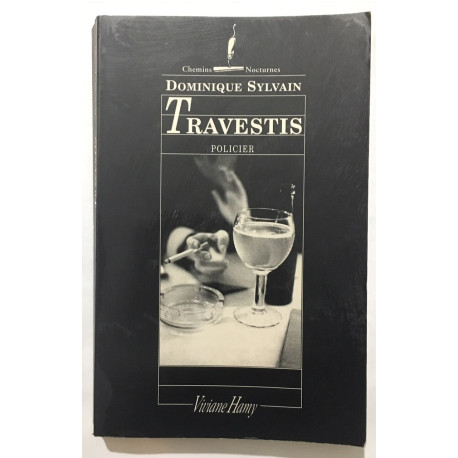 Chemins Nocturnes
DOMINIQUE SYLVAIN
TRAVESTIS
POLICIER
Viviane Hamy